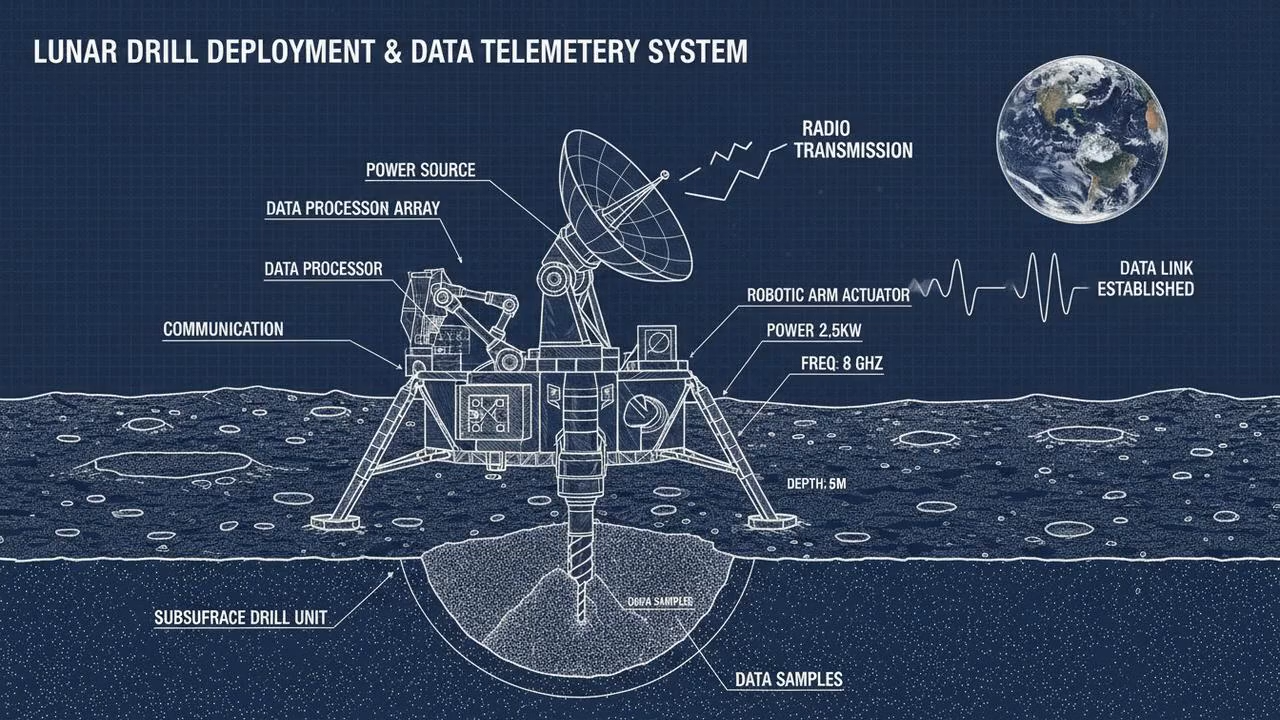 LUNAR DRILL DEPLOYMENT & DATA TELEMETERY SYSTEM
RADIO
TRANSMISSION
POWER SOURCE
DATA PROCESSON ARRAY
DATA PROCESSOR
DATA LINK
ESTABLISHED
ROBOTIC ARM ACTUATOR
COMMUNICATION
POWER 2,5KW
FREQ: 8 GHZ
DEPTH: 5M
SUBSUFRACE DRILL UNIT
SAMPLES
DATA SAMPLES